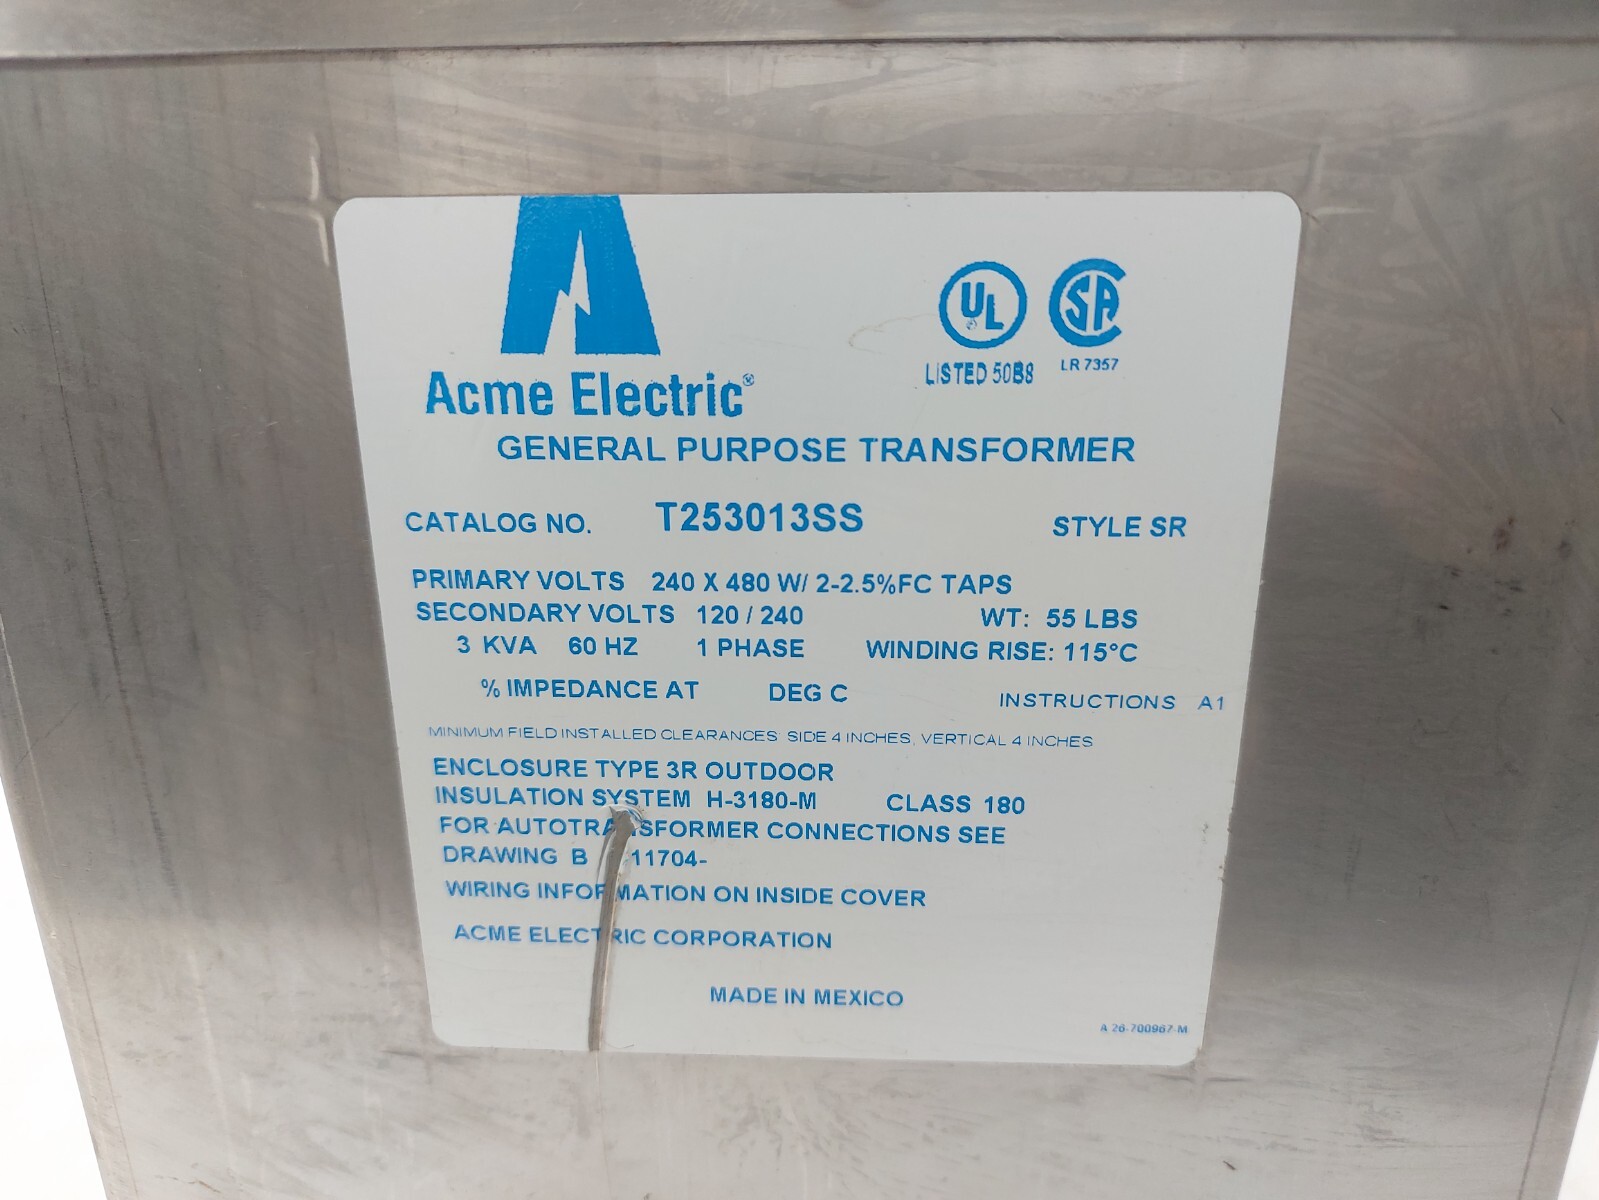 UL
SA
LISTED 50B8
LR 7357
Acme Electric®
GENERAL PURPOSE TRANSFORMER
CATALOG NO. T253013SS STYLE SR
PRIMARY VOLTS 240 X 480 W/ 2-2.5%FC TAPS
SECONDARY VOLTS 120 / 240 WT: 55 LBS
3 KVA 60 HZ 1 PHASE WINDING RISE: 115°C
% IMPEDANCE AT DEG C INSTRUCTIONS A1
MINIMUM FIELD INSTALLED CLEARANCES: SIDE 4 INCHES, VERTICAL 4 INCHES
ENCLOSURE TYPE 3R OUTDOOR
INSULATION SYSTEM H-3180-M CLASS 180
FOR AUTOTRANSFORMER CONNECTIONS SEE
DRAWING B 11704-
WIRING INFORMATION ON INSIDE COVER
ACME ELECTRIC CORPORATION
MADE IN MEXICO
A 26-700967-M